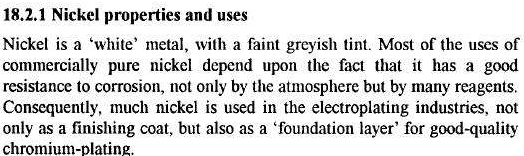 18.2.1 Nickel properties and uses
Nickel is a ‘white’ metal, with a faint greyish tint. Most of the uses of
commercially pure nickel depend upon the fact that it has a good
resistance to corrosion, not only by the atmosphere but by many reagents.
Consequently, much nickel is used in the electroplating industries, not
only as a finishing coat, but also as a ‘foundation layer’ for good-quality
chromium-plating.